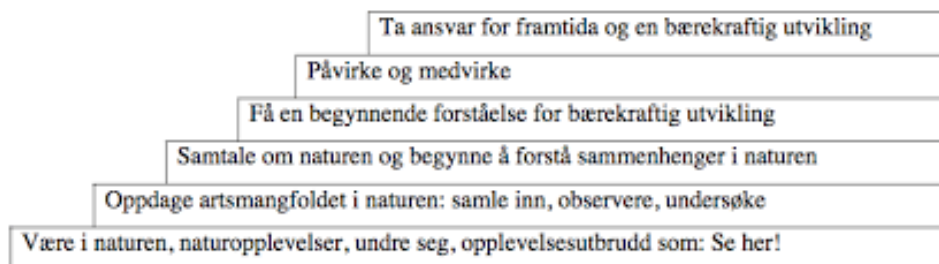 Ta ansvar for framtida og en bærekraftig utvikling
Påvirke og medvirke
Få en begynnende forståelse for bærekraftig utvikling
Samtale om naturen og begynne å forstå sammenhenger i naturen
Oppdage artsmangfoldet i naturen: samle inn, observere, undersøke
Være i naturen, naturopplevelser, undre seg, opplevelsesutbrudd som: Se her!